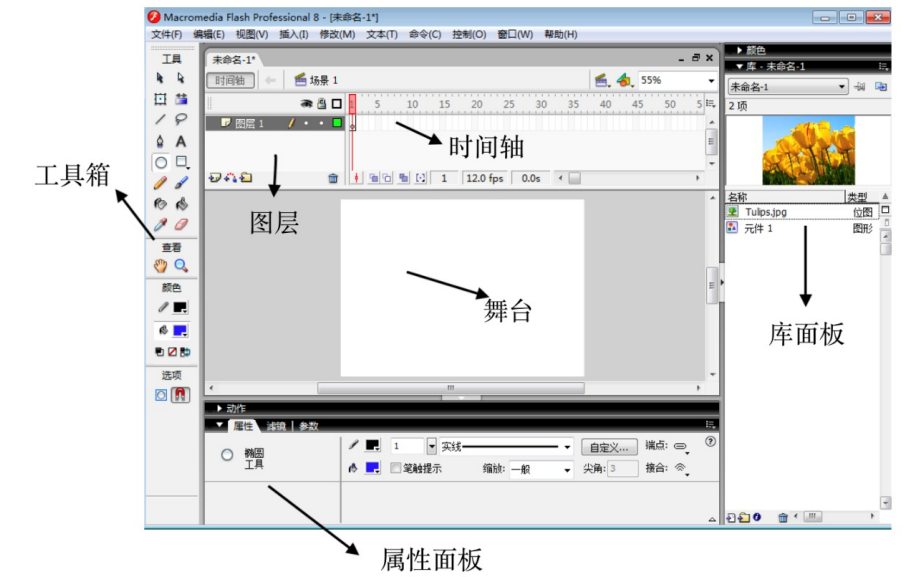 Macromedia Flash Professional 8 - [未命名-1*]
文件(F) 编辑(E) 视图(V) 插入(I) 修改(M) 文本(T) 命令(C) 控制(O) 窗口(W) 帮助(H)
工具
未命名-1*
时间轴
场景 1
55%
1 5 10 15 20 25 30 35 40 45 50 5
图层 1
1 12.0 fps 0.0s
时间轴
图层
舞台
工具箱
查看
颜色
选项
颜色
库 - 未命名-1
未命名-1
2 项
名称 类型
Tulips.jpg 位图
元件 1 图形
库面板
动作
属性 滤镜 参数
椭圆
工具
1 实线 自定义... 端点:
笔触提示 缩放: 一般 尖角: 3 接合:
属性面板